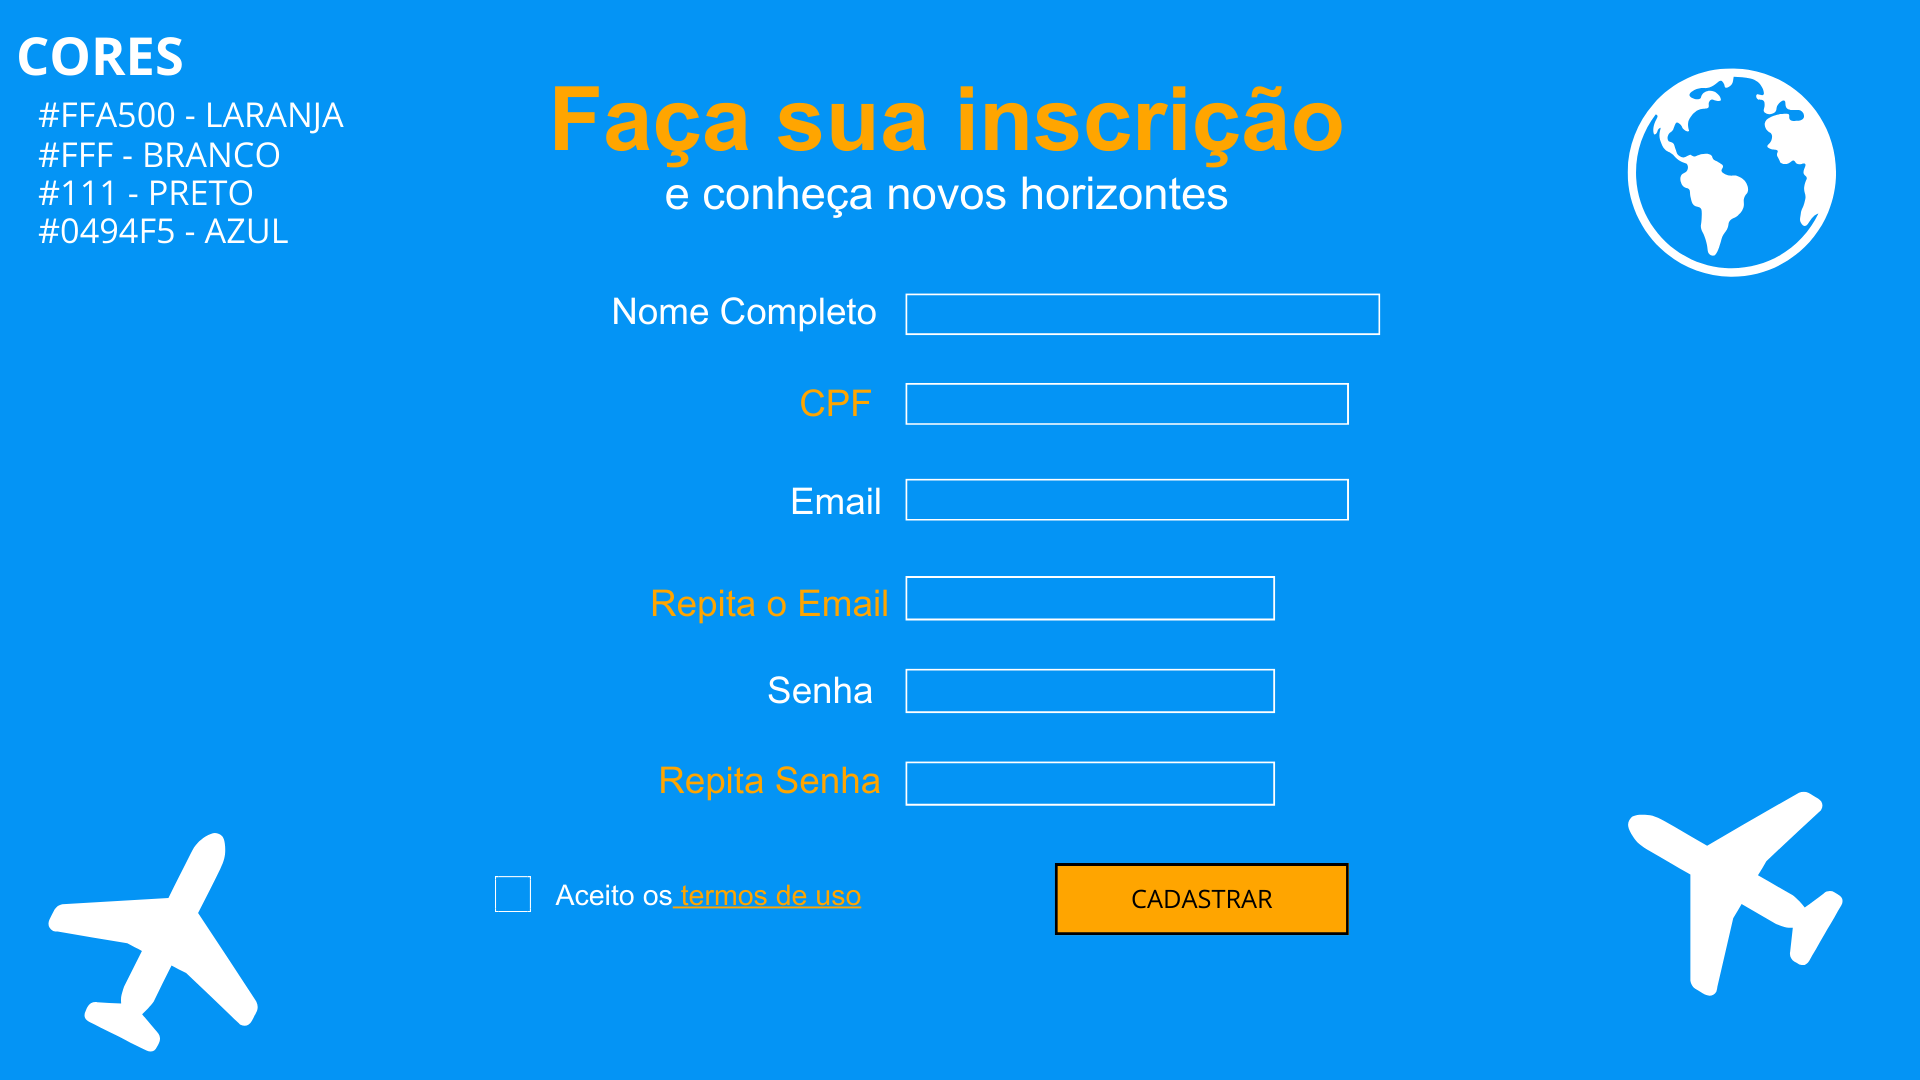 CORES
#FFA500 - LARANJA
#FFF - BRANCO
#111 - PRETO
#0494F5 - AZUL
Faça sua inscrição
e conheça novos horizontes
Nome Completo
CPF
Email
Repita o Email
Senha
Repita Senha
Aceito os termos de uso
CADASTRAR